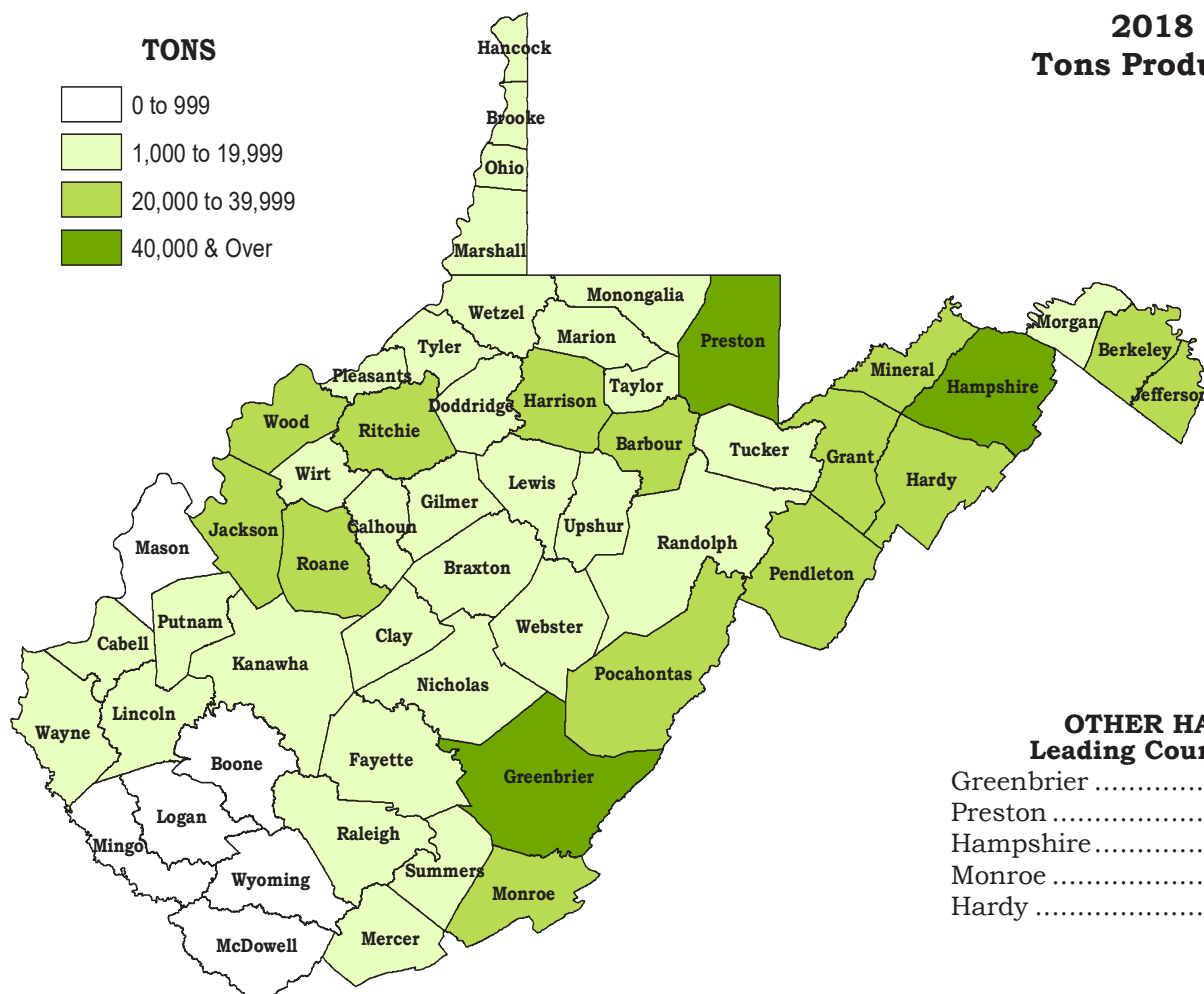 2018
Tons Produ
TONS
0 to 999
1,000 to 19,999
20,000 to 39,999
40,000 & Over
Hancock
Brooke
Ohio
Marshall
Wetzel
Monongalia
Marion
Preston
Tyler
Pleasants
Doddridge
Harrison
Taylor
Morgan
Berkeley
Jefferson
Mineral
Hampshire
Wood
Ritchie
Barbour
Tucker
Grant
Hardy
Wirt
Calhoun
Gilmer
Lewis
Upshur
Randolph
Pendleton
Mason
Jackson
Roane
Braxton
Webster
Pocahontas
Cabell
Putnam
Kanawha
Clay
Nicholas
Wayne
Lincoln
Boone
Fayette
Greenbrier
Logan
Mingo
Raleigh
Summers
Wyoming
Monroe
McDowell
Mercer
OTHER HA
Leading Cour
Greenbrier ..............
Preston ...................
Hampshire..............
Monroe ...................
Hardy .....................